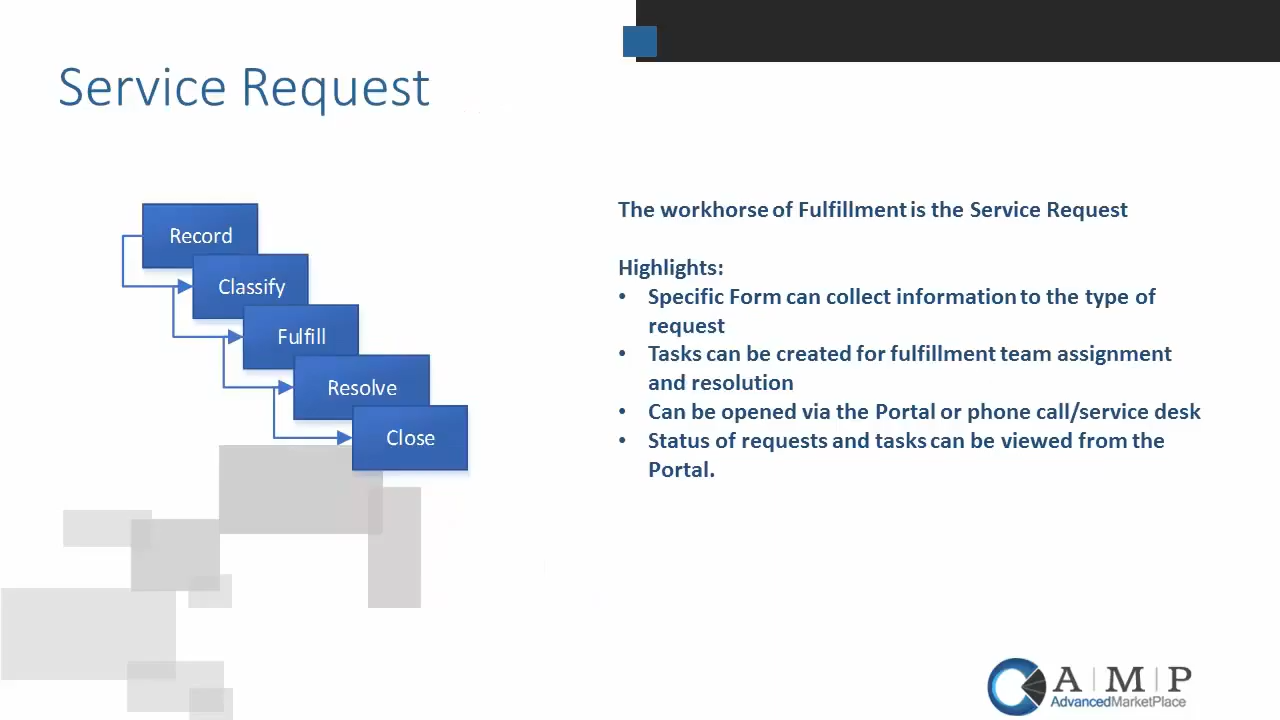 Service Request
Record
Classify
Fulfill
Resolve
Close
The workhorse of Fulfillment is the Service Request
Highlights:
• Specific Form can collect information to the type of
request
• Tasks can be created for fulfillment team assignment
and resolution
• Can be opened via the Portal or phone call/service desk
• Status of requests and tasks can be viewed from the
Portal.
A | M | P
AdvancedMarketPlace